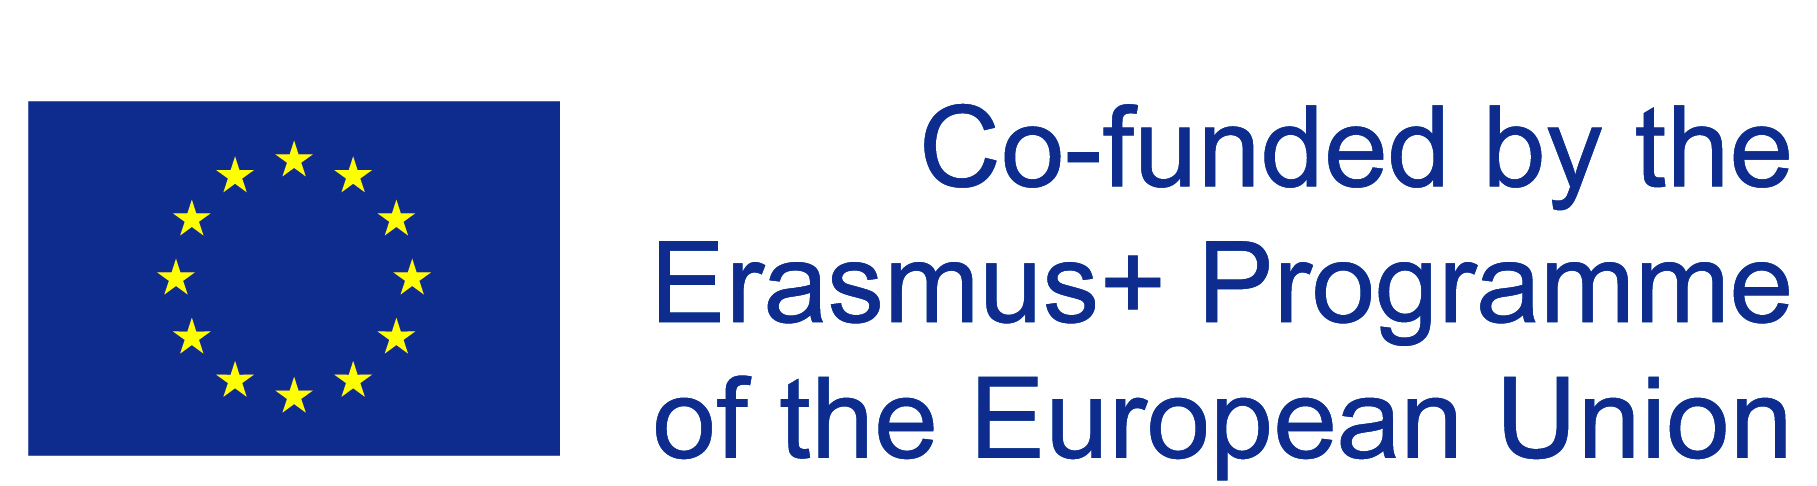 Co-funded by the
Erasmus+ Programme
of the European Union